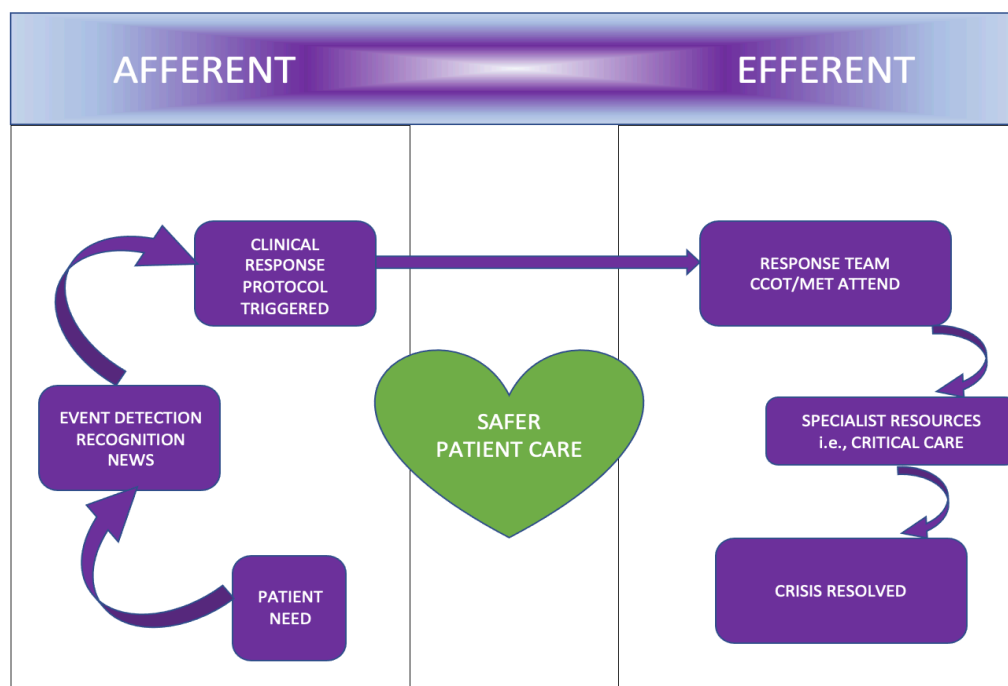 AFFERENT
EFFERENT
CLINICAL
RESPONSE
PROTOCOL
TRIGGERED
RESPONSE TEAM
CCOT/MET ATTEND
EVENT DETECTION
RECOGNITION
NEWS
SAFER
PATIENT CARE
SPECIALIST RESOURCES
i.e., CRITICAL CARE
PATIENT
NEED
CRISIS RESOLVED